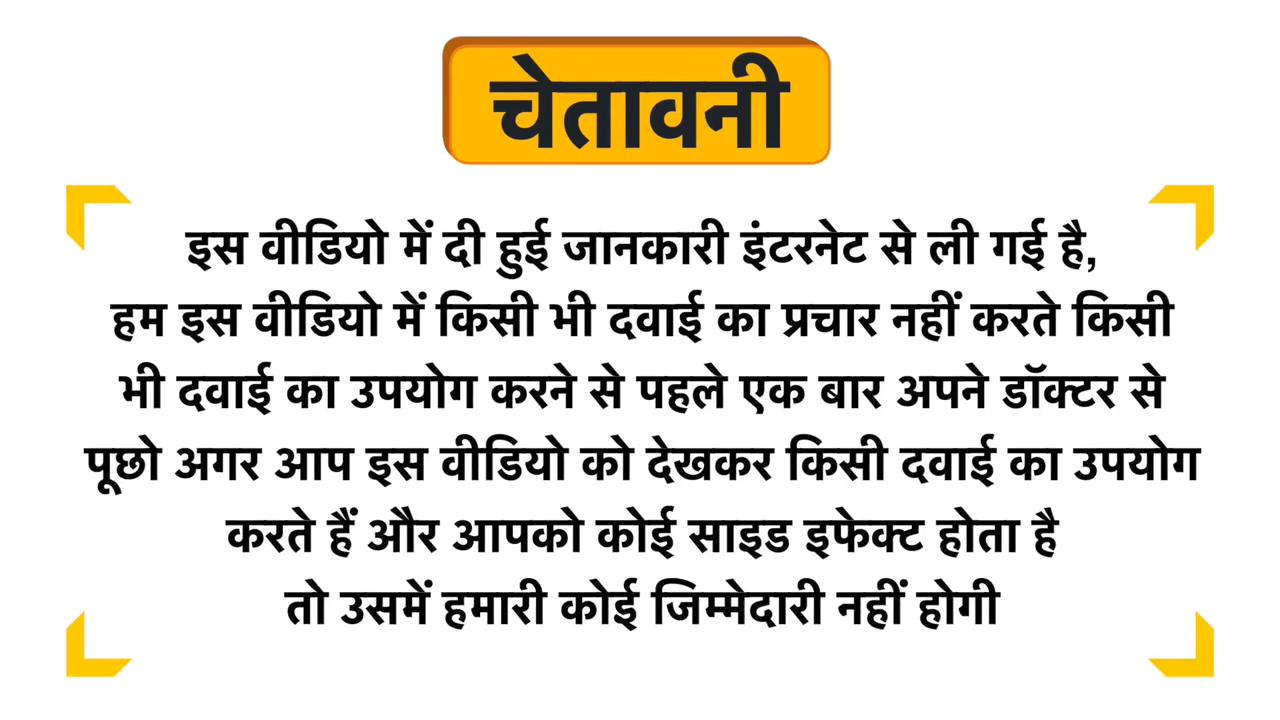 चेतावनी
इस वीडियो में दी हुई जानकारी इंटरनेट से ली गई है,
हम इस वीडियो में किसी भी दवाई का प्रचार नहीं करते किसी
भी दवाई का उपयोग करने से पहले एक बार अपने डॉक्टर से
पूछो अगर आप इस वीडियो को देखकर किसी दवाई का उपयोग
करते हैं और आपको कोई साइड इफेक्ट होता है
तो उसमें हमारी कोई जिम्मेदारी नहीं होगी